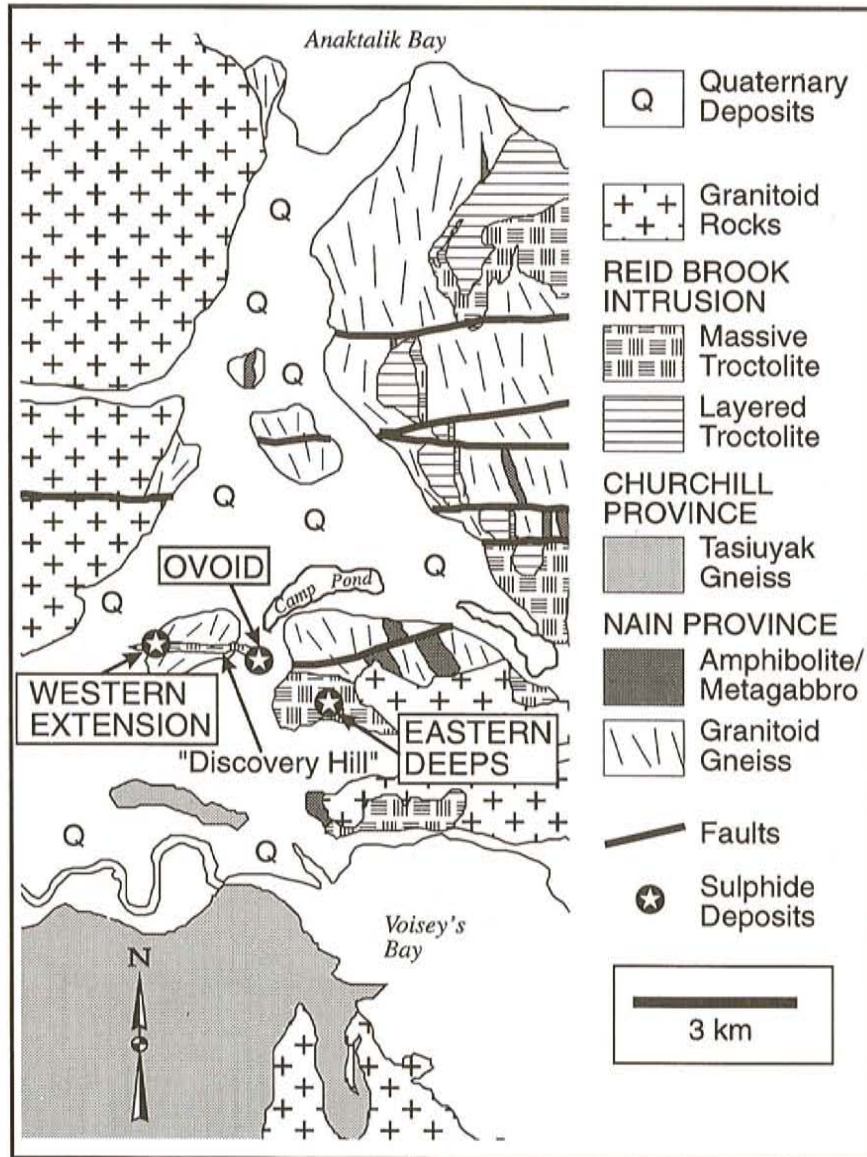 Anaktalik Bay
Q
Q
Q
Q
Q
Q
Q
Q
OVOID
Camp Pond
WESTERN
EXTENSION
"Discovery Hill"
EASTERN
DEEPS
Q
Q
Voisey's
Bay
N
Q
Quaternary
Deposits
Granitoid
Rocks
REID BROOK
INTRUSION
Massive
Troctolite
Layered
Troctolite
CHURCHILL
PROVINCE
Tasiuyak
Gneiss
NAIN PROVINCE
Amphibolite/
Metagabbro
Granitoid
Gneiss
Faults
Sulphide
Deposits
3 km